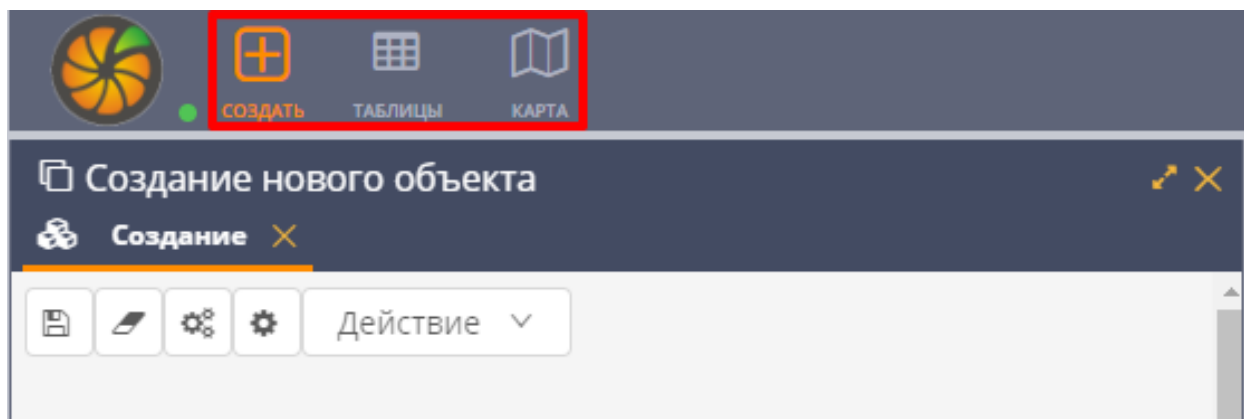 СОЗДАТЬ ТАБЛИЦЫ КАРТА
Создание нового объекта
Создание
Действие